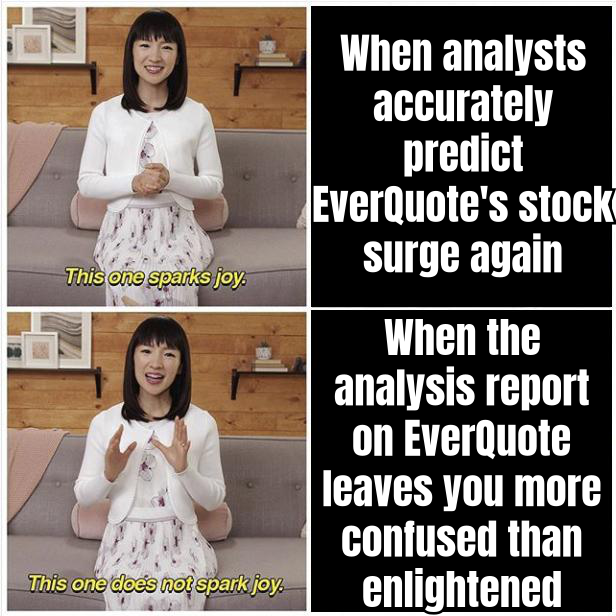 When analysts
accurately
predict
EverQuote's stock
surge again
This one sparks joy.
When the
analysis report
on EverQuote
leaves you more
confused than
enlightened
This one does not spark joy.